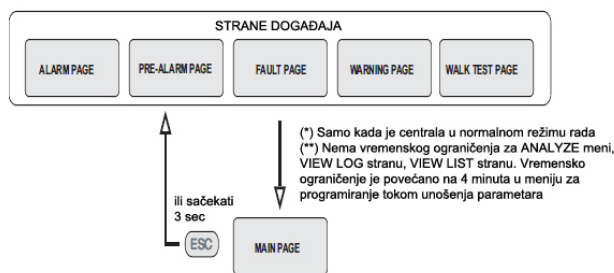 STRANE DOGAĐAJA
ALARM PAGE
PRE-ALARM PAGE
FAULT PAGE
WARNING PAGE
WALK TEST PAGE
(*) Samo kada je centrala u normalnom režimu rada
(**) Nema vremenskog ograničenja za ANALYZE meni,
VIEW LOG stranu, VIEW LIST stranu. Vremensko
ograničenje je povećano na 4 minuta u meniju za
programiranje tokom unošenja parametara
ili sačekati
3 sec
ESC
MAIN PAGE